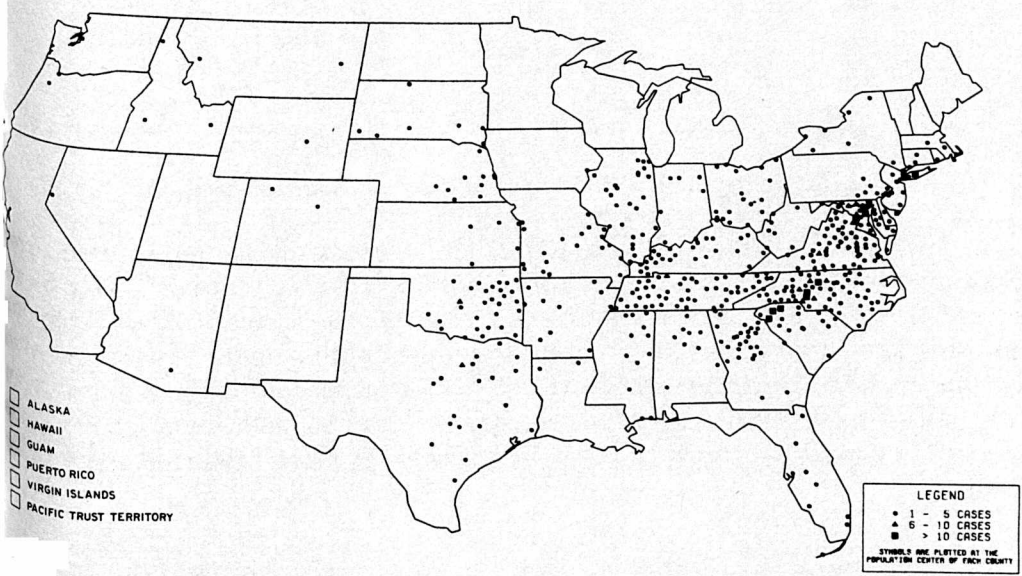 ALASKA
HAWAII
GUAM
PUERTO RICO
VIRGIN ISLANDS
PACIFIC TRUST TERRITORY
LEGEND
1 - 5 CASES
6 - 10 CASES
> 10 CASES
SYMBOLS ARE PLOTTED AT THE
POPULATION CENTER OF EACH COUNTY